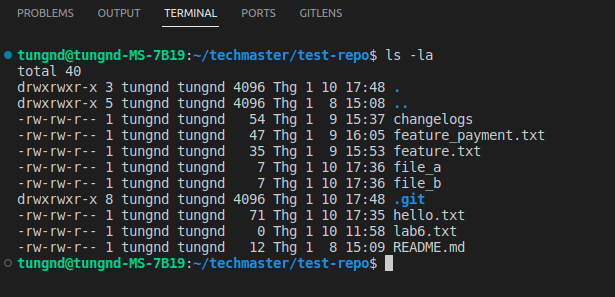 PROBLEMS OUTPUT TERMINAL PORTS GITLENS
tungnd@tungnd-MS-7B19:~/techmaster/test-repo$ ls -la
total 40
drwxrwxr-x 3 tungnd tungnd 4096 Thg 1 10 17:48 .
drwxrwxr-x 5 tungnd tungnd 4096 Thg 1  8 15:08 ..
-rw-rw-r-- 1 tungnd tungnd   54 Thg 1  9 15:37 changelogs
-rw-rw-r-- 1 tungnd tungnd   47 Thg 1  9 16:05 feature_payment.txt
-rw-rw-r-- 1 tungnd tungnd   35 Thg 1  9 15:53 feature.txt
-rw-rw-r-- 1 tungnd tungnd    7 Thg 1 10 17:36 file_a
-rw-rw-r-- 1 tungnd tungnd    7 Thg 1 10 17:36 file_b
drwxrwxr-x 8 tungnd tungnd 4096 Thg 1 10 17:48 .git
-rw-rw-r-- 1 tungnd tungnd   71 Thg 1 10 17:35 hello.txt
-rw-rw-r-- 1 tungnd tungnd    0 Thg 1 10 11:58 lab6.txt
-rw-rw-r-- 1 tungnd tungnd   12 Thg 1  8 15:09 README.md
tungnd@tungnd-MS-7B19:~/techmaster/test-repo$